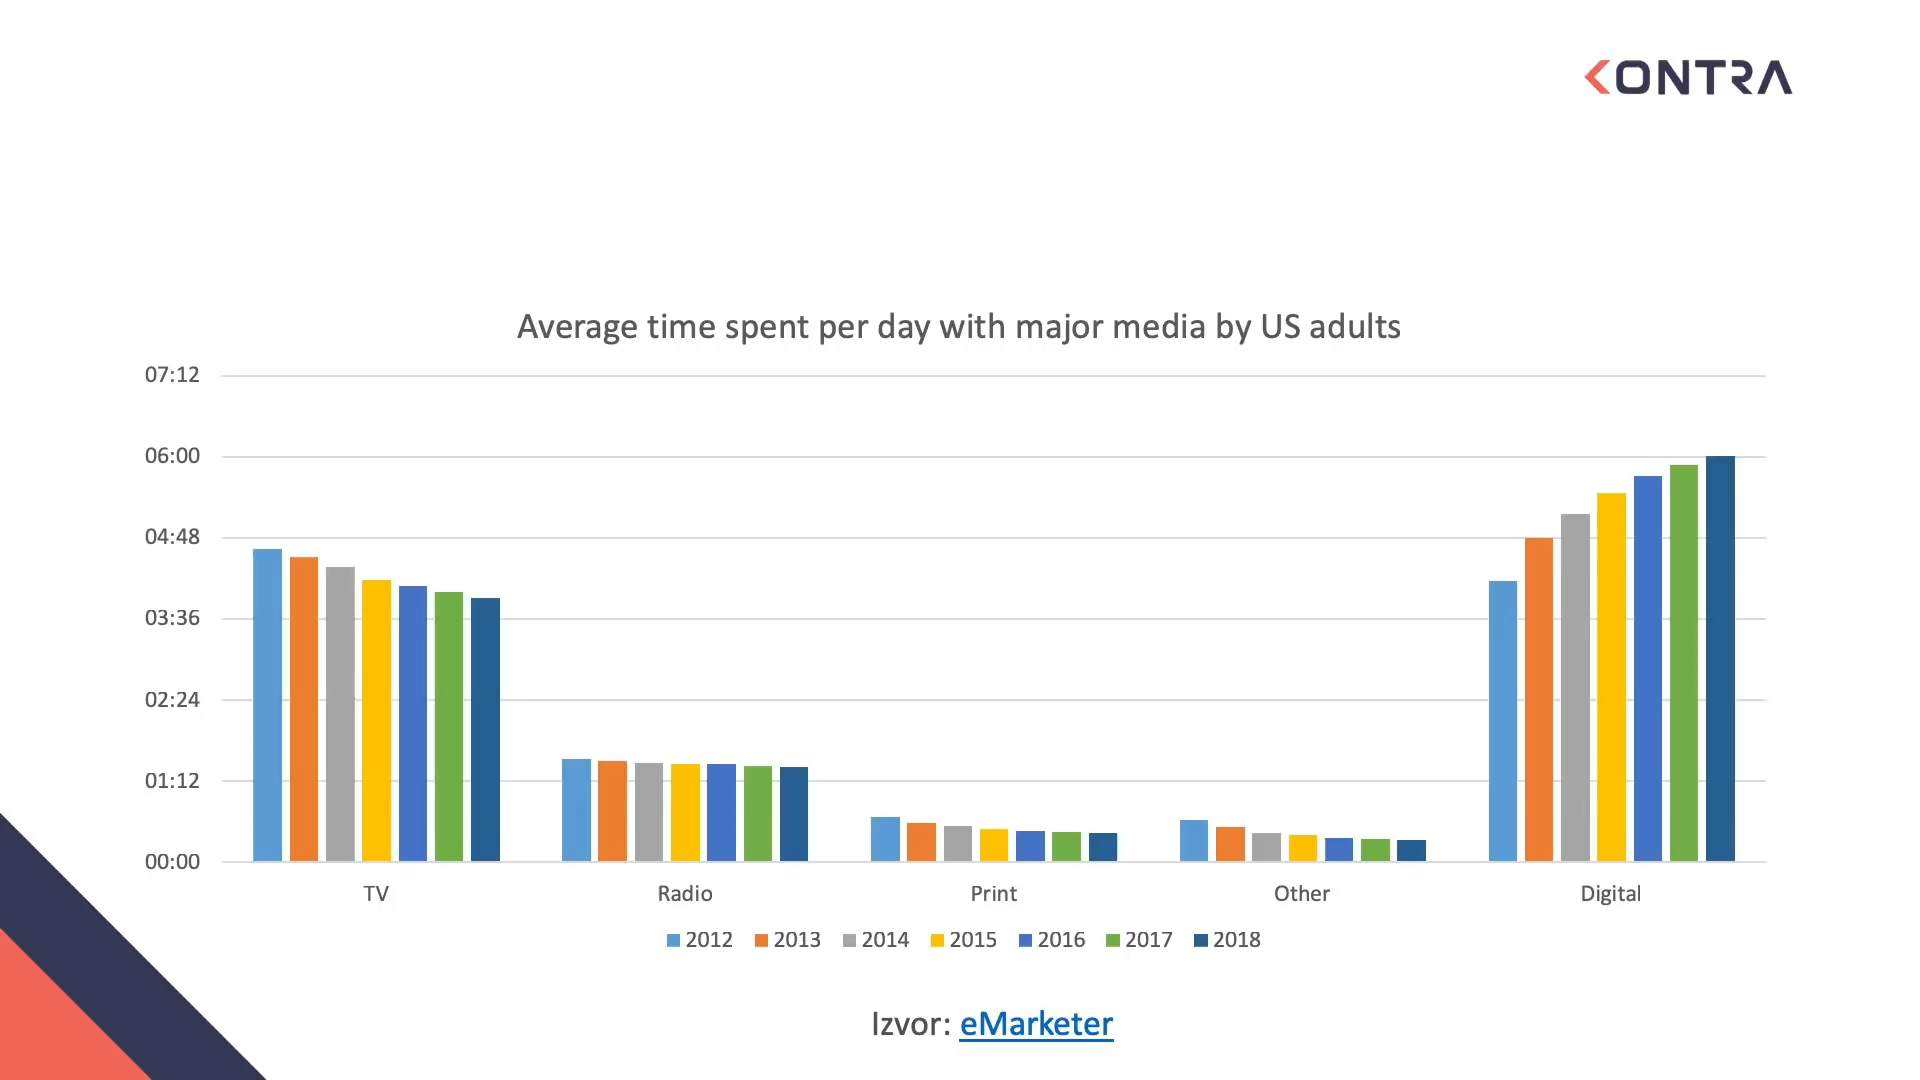 KONTRA
Average time spent per day with major media by US adults
07:12
06:00
04:48
03:36
02:24
01:12
00:00
TV Radio Print Other Digital
2012 2013 2014 2015 2016 2017 2018
Izvor: eMarketer